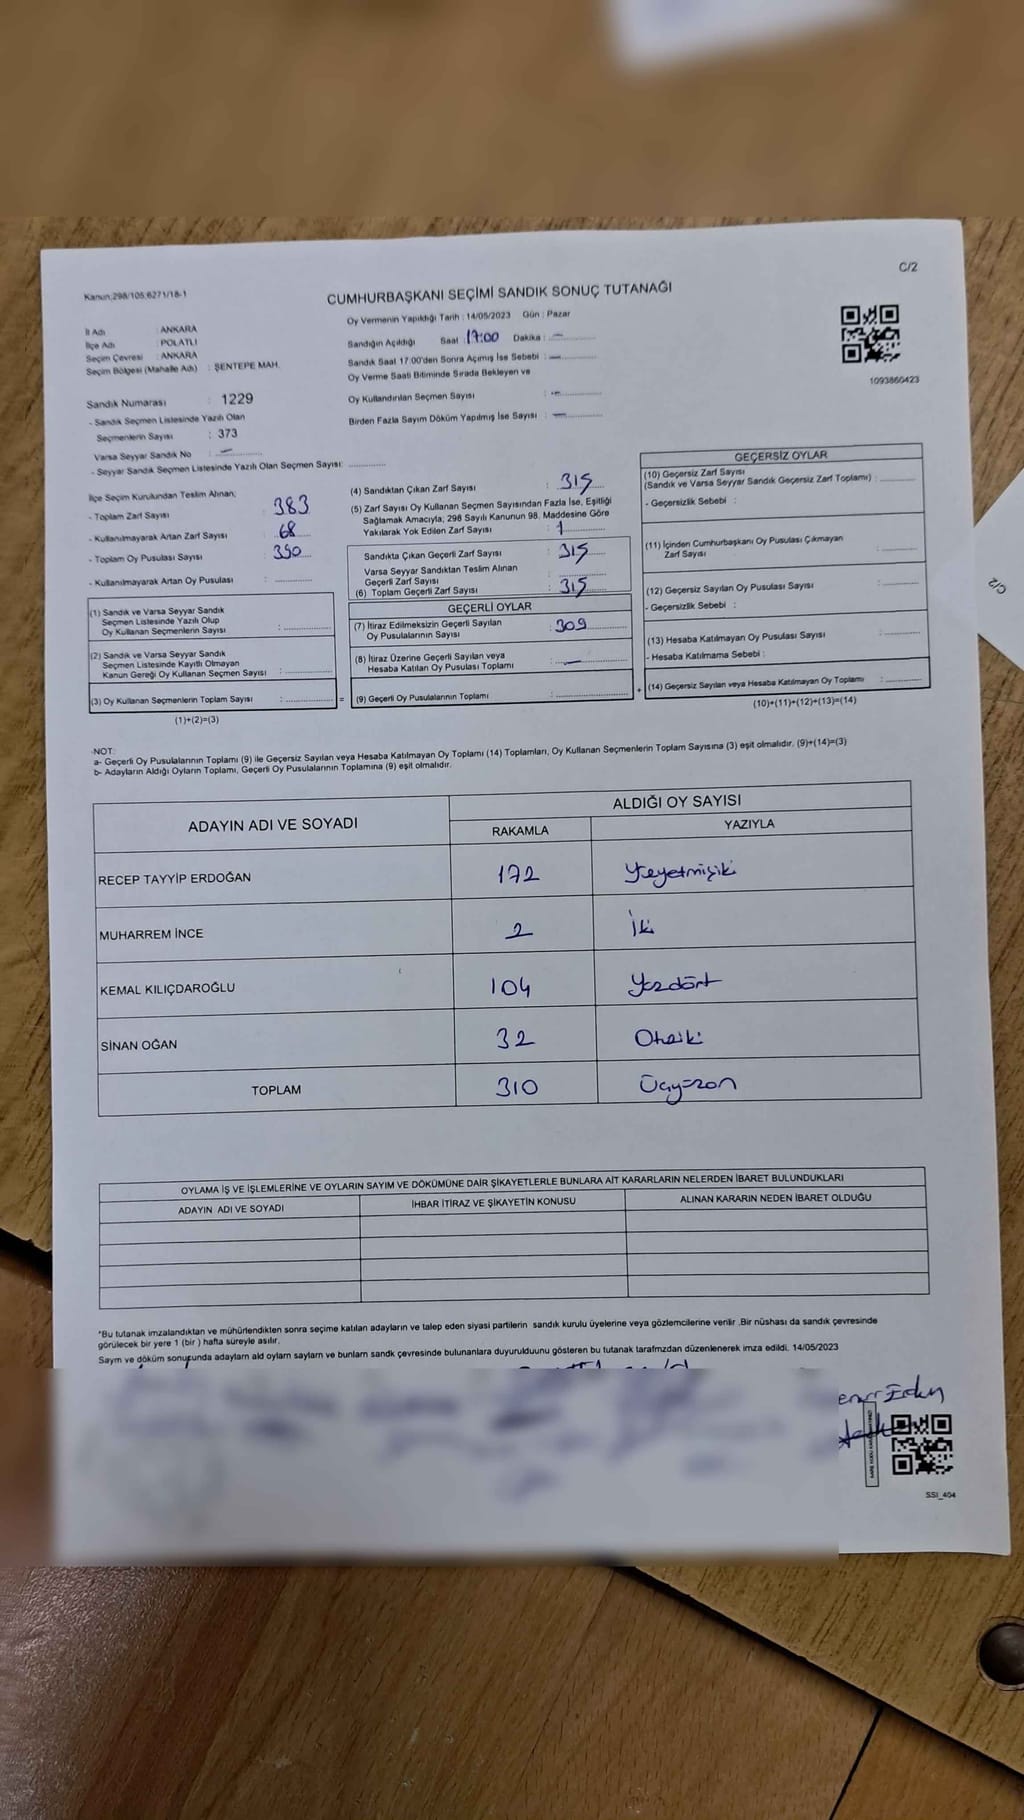 C/2
Kanun:298/105;6271/18-1
CUMHURBAŞKANI SEÇİMİ SANDIK SONUÇ TUTANAĞI
Oy Vermenin Yapıldığı Tarih : 14/05/2023 Gün : Pazar
İl Adı : ANKARA
İlçe Adı : POLATLI
Seçim Çevresi : ANKARA
Seçim Bölgesi (Mahalle Adı) : ŞENTEPE MAH.
Sandığın Açıldığı Saat : 17:00 Dakika : —
Sandık Saat 17:00'den Sonra Açımış İse Sebebi : —
Oy Verme Saati Bitiminde Sırada Bekleyen ve
Oy Kullandırılan Seçmen Sayısı : —
Birden Fazla Sayım Döküm Yapılmış İse Sayısı : —
1093860423
Sandık Numarası : 1229
- Sandık Seçmen Listesinde Yazılı Olan
Seçmenlerin Sayısı : 373
Varsa Seyyar Sandık No : —
- Seyyar Sandık Seçmen Listesinde Yazılı Olan Seçmen Sayısı:
İlçe Seçim Kurulundan Teslim Alınan;
- Toplam Zarf Sayısı : 383
- Kullanılmayarak Artan Zarf Sayısı : 68
- Toplam Oy Pusulası Sayısı : 390
- Kullanılmayarak Artan Oy Pusulası :
(1) Sandık ve Varsa Seyyar Sandık
Seçmen Listesinde Yazılı Olup
Oy Kullanan Seçmenlerin Sayısı :
(2) Sandık ve Varsa Seyyar Sandık
Seçmen Listesinde Kayıtlı Olmayan
Kanun Gereği Oy Kullanan Seçmen Sayısı :
(3) Oy Kullanan Seçmenlerin Toplam Sayısı :
(1)+(2)=(3)
(4) Sandıktan Çıkan Zarf Sayısı : 315
(5) Zarf Sayısı Oy Kullanan Seçmen Sayısından Fazla İse, Eşitliği
Sağlamak Amacıyla; 298 Sayılı Kanunun 98. Maddesine Göre
Yakılarak Yok Edilen Zarf Sayısı : 1
Sandıkta Çıkan Geçerli Zarf Sayısı : 315
Varsa Seyyar Sandıktan Teslim Alınan
Geçerli Zarf Sayısı :
(6) Toplam Geçerli Zarf Sayısı : 315
GEÇERLİ OYLAR
(7) İtiraz Edilmeksizin Geçerli Sayılan
Oy Pusulalarının Sayısı : 309
(8) İtiraz Üzerine Geçerli Sayılan veya
Hesaba Katılan Oy Pusulası Toplamı : —
= (9) Geçerli Oy Pusulalarının Toplamı :
GEÇERSİZ OYLAR
(10) Geçersiz Zarf Sayısı
(Sandık ve Varsa Seyyar Sandık Geçersiz Zarf Toplamı) :
- Geçersizlik Sebebi :
(11) İçinden Cumhurbaşkanı Oy Pusulası Çıkmayan
Zarf Sayısı :
(12) Geçersiz Sayılan Oy Pusulası Sayısı :
- Geçersizlik Sebebi :
(13) Hesaba Katılmayan Oy Pusulası Sayısı :
- Hesaba Katılmama Sebebi :
+ (14) Geçersiz Sayılan veya Hesaba Katılmayan Oy Toplamı :
(10)+(11)+(12)+(13)=(14)
C/2
NOT:
a- Geçerli Oy Pusulalarının Toplamı (9) ile Geçersiz Sayılan veya Hesaba Katılmayan Oy Toplamı (14) Toplamları, Oy Kullanan Seçmenlerin Toplam Sayısına (3) eşit olmalıdır. (9)+(14)=(3)
b- Adayların Aldığı Oyların Toplamı, Geçerli Oy Pusulalarının Toplamına (9) eşit olmalıdır.
ADAYIN ADI VE SOYADI ALDIĞI OY SAYISI
RAKAMLA YAZIYLA
RECEP TAYYİP ERDOĞAN 172 Yüzyetmişiki
MUHARREM İNCE 2 İki
KEMAL KILIÇDAROĞLU 104 Yüzdört
SİNAN OĞAN 32 Otuziki
TOPLAM 310 Üçyüzon
OYLAMA İŞ VE İŞLEMLERİNE VE OYLARIN SAYIM VE DÖKÜMÜNE DAİR ŞİKAYETLERLE BUNLARA AİT KARARLARIN NELERDEN İBARET BULUNDUKLARI
ADAYIN ADI VE SOYADI İHBAR İTİRAZ VE ŞİKAYETİN KONUSU ALINAN KARARIN NEDEN İBARET OLDUĞU
*Bu tutanak imzalandıktan ve mühürlendikten sonra seçime katılan adayların ve talep eden siyasi partilerin sandık kurulu üyelerine veya gözlemcilerine verilir .Bir nüshası da sandık çevresinde
görülecek bir yere 1 (bir ) hafta süreyle asılır.
Sayım ve döküm sonuçunda adayların ald oyların sayların ve bunların sandk çevresinde bulunanlara duyurulduunu gösteren bu tutanak tarafmzdan düzenlenerek imza edildi. 14/05/2023
SSI_404